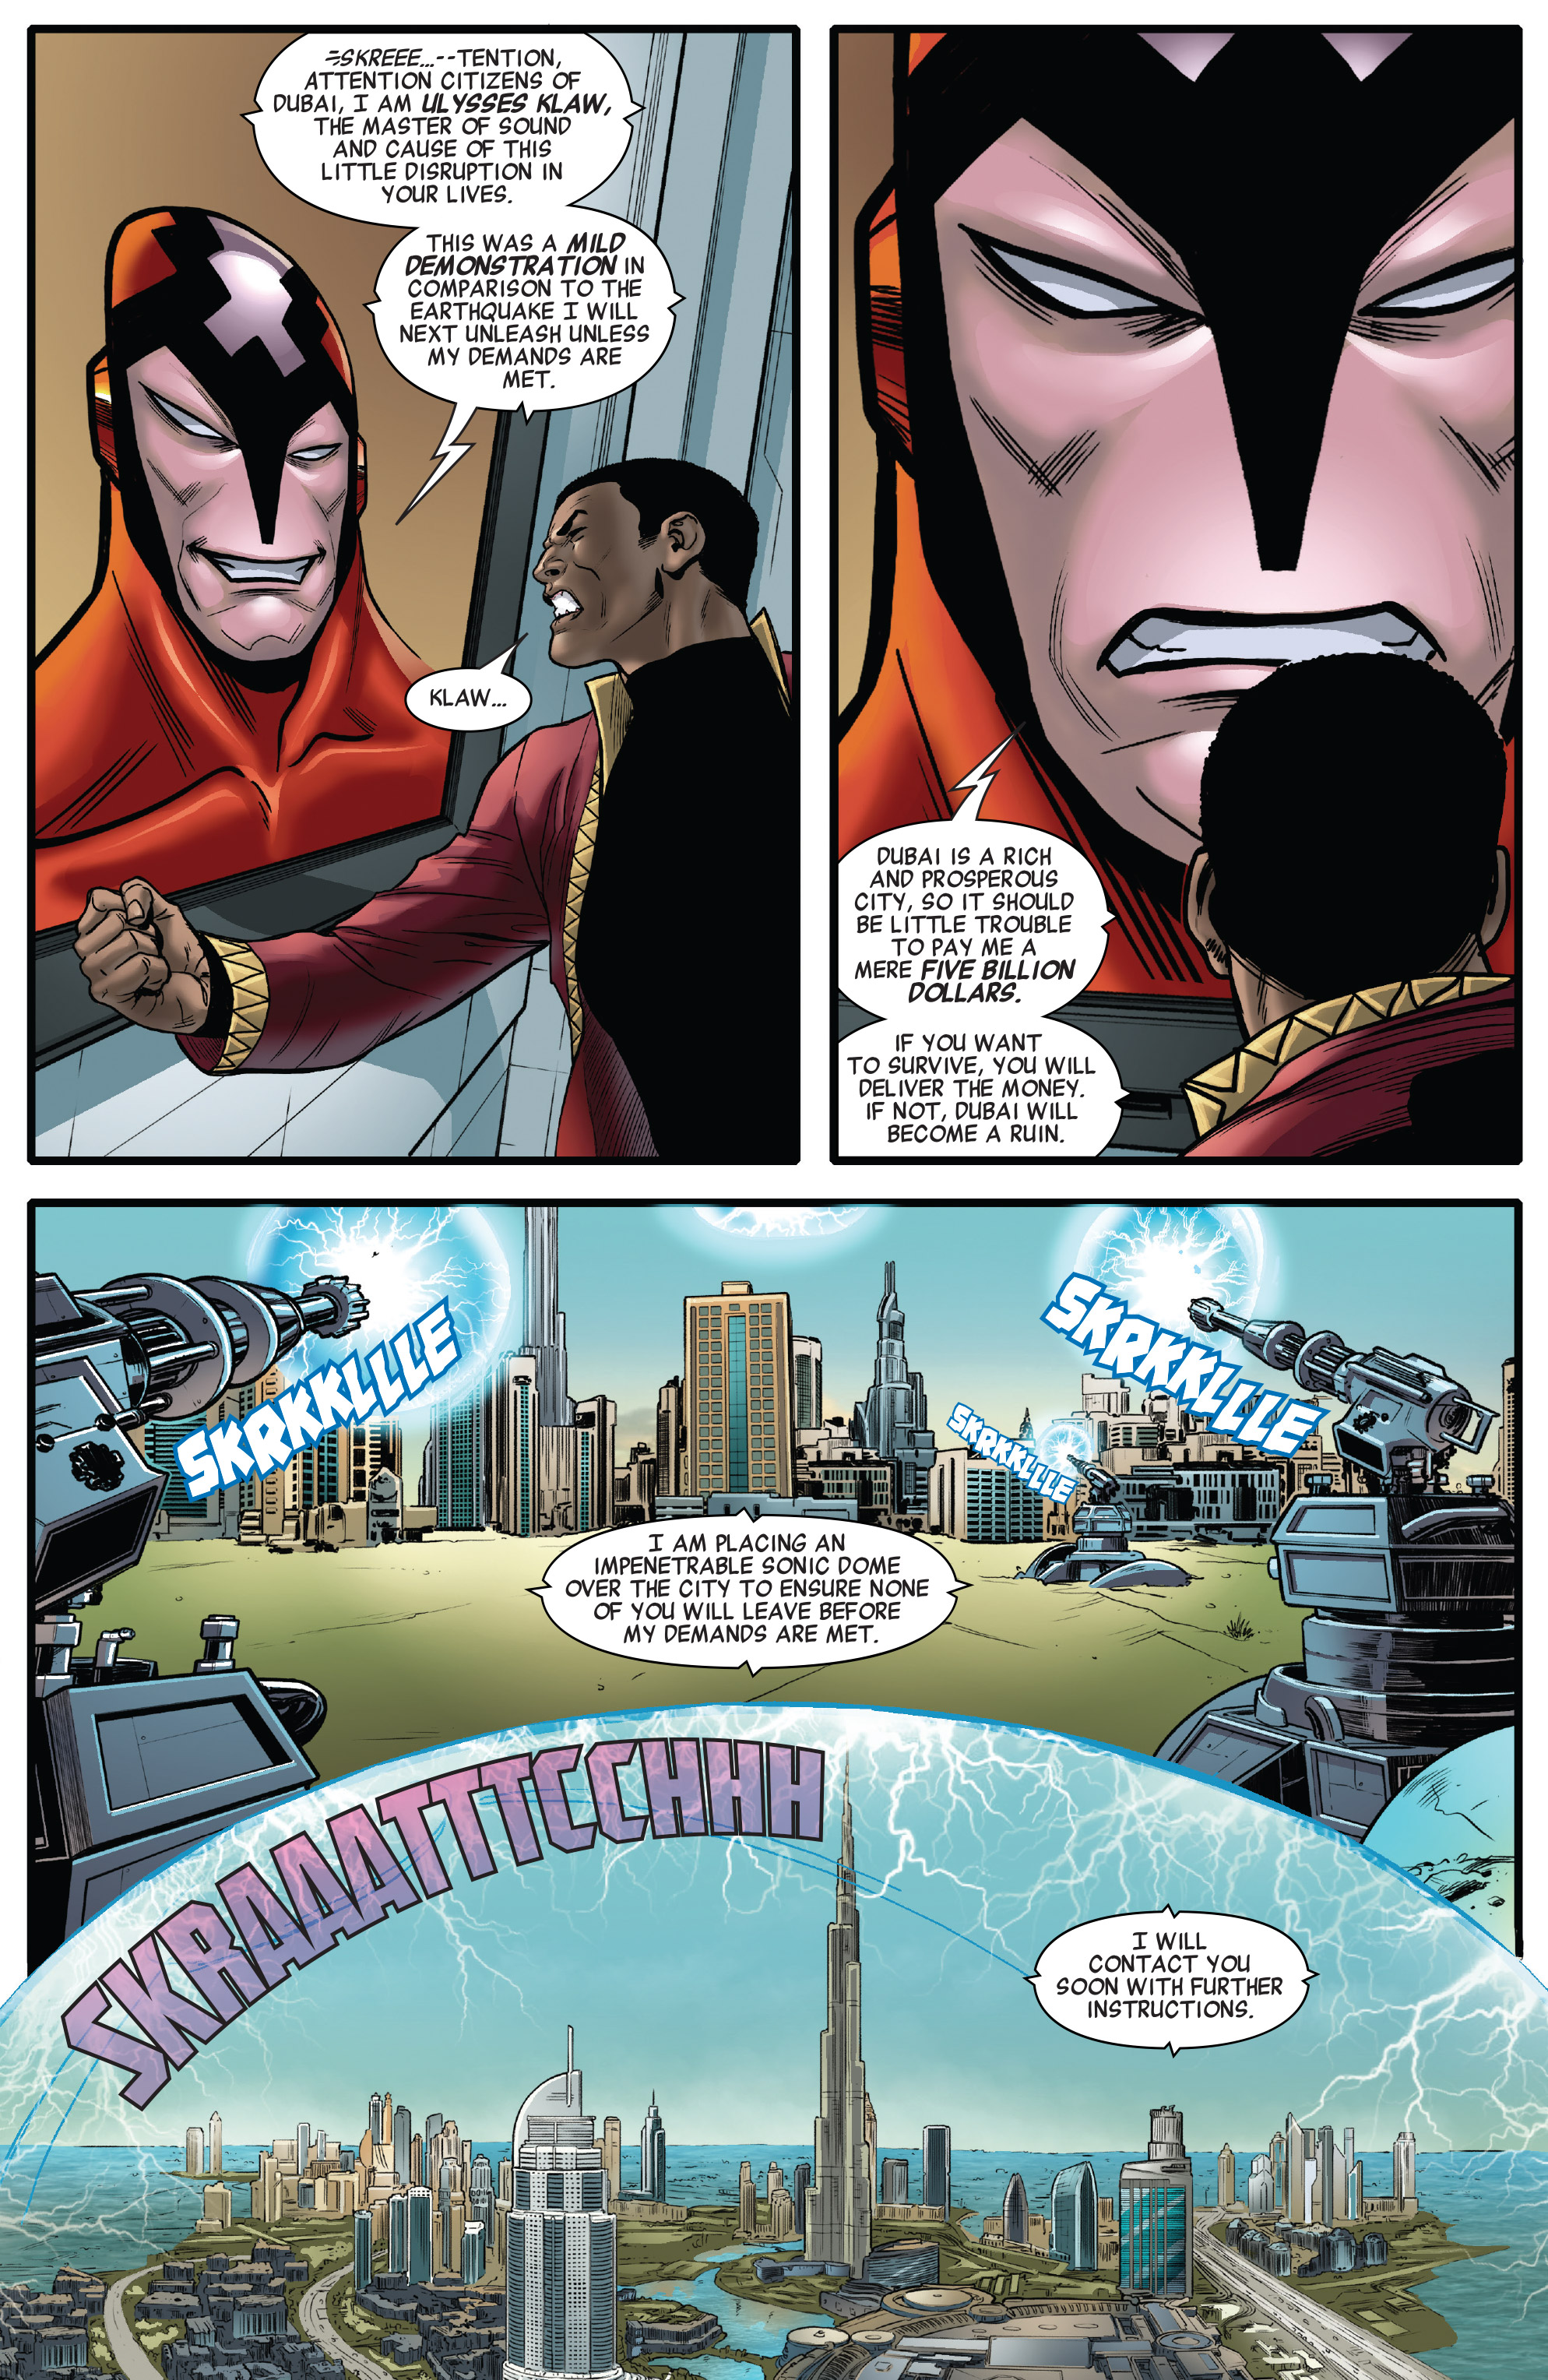 =SKREEE...--TENTION,
ATTENTION CITIZENS OF
DUBAI, I AM ULYSSES KLAW,
THE MASTER OF SOUND
AND CAUSE OF THIS
LITTLE DISRUPTION IN
YOUR LIVES.
THIS WAS A MILD
DEMONSTRATION IN
COMPARISON TO THE
EARTHQUAKE I WILL
NEXT UNLEASH UNLESS
MY DEMANDS ARE
MET.
KLAW...
DUBAI IS A RICH
AND PROSPEROUS
CITY, SO IT SHOULD
BE LITTLE TROUBLE
TO PAY ME A
MERE FIVE BILLION
DOLLARS.
IF YOU WANT
TO SURVIVE, YOU WILL
DELIVER THE MONEY.
IF NOT, DUBAI WILL
BECOME A RUIN.
SKRKKLLLE
SKRKKLLLE
SKRKKLLLE
I AM PLACING AN
IMPENETRABLE SONIC DOME
OVER THE CITY TO ENSURE NONE
OF YOU WILL LEAVE BEFORE
MY DEMANDS ARE MET.
SKRAAATTTCCHHH
I WILL
CONTACT YOU
SOON WITH FURTHER
INSTRUCTIONS.